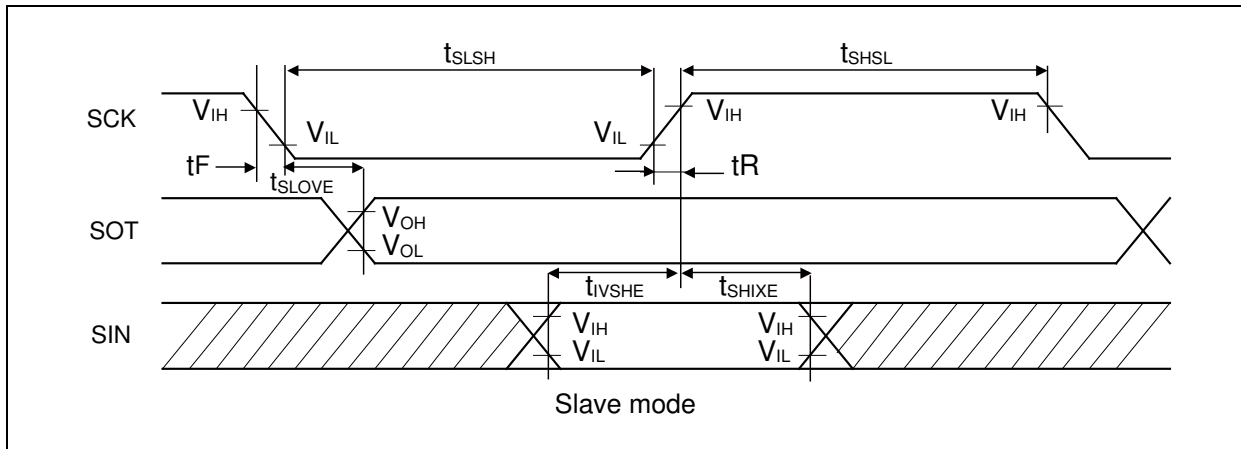 tSLSH
tSHSL
SCK
VIH
VIL
VIL
VIH
VIH
tF
tSLOVE
tR
SOT
VOH
VOL
tIVSHE
tSHIXE
SIN
VIH
VIL
VIH
VIL
Slave mode